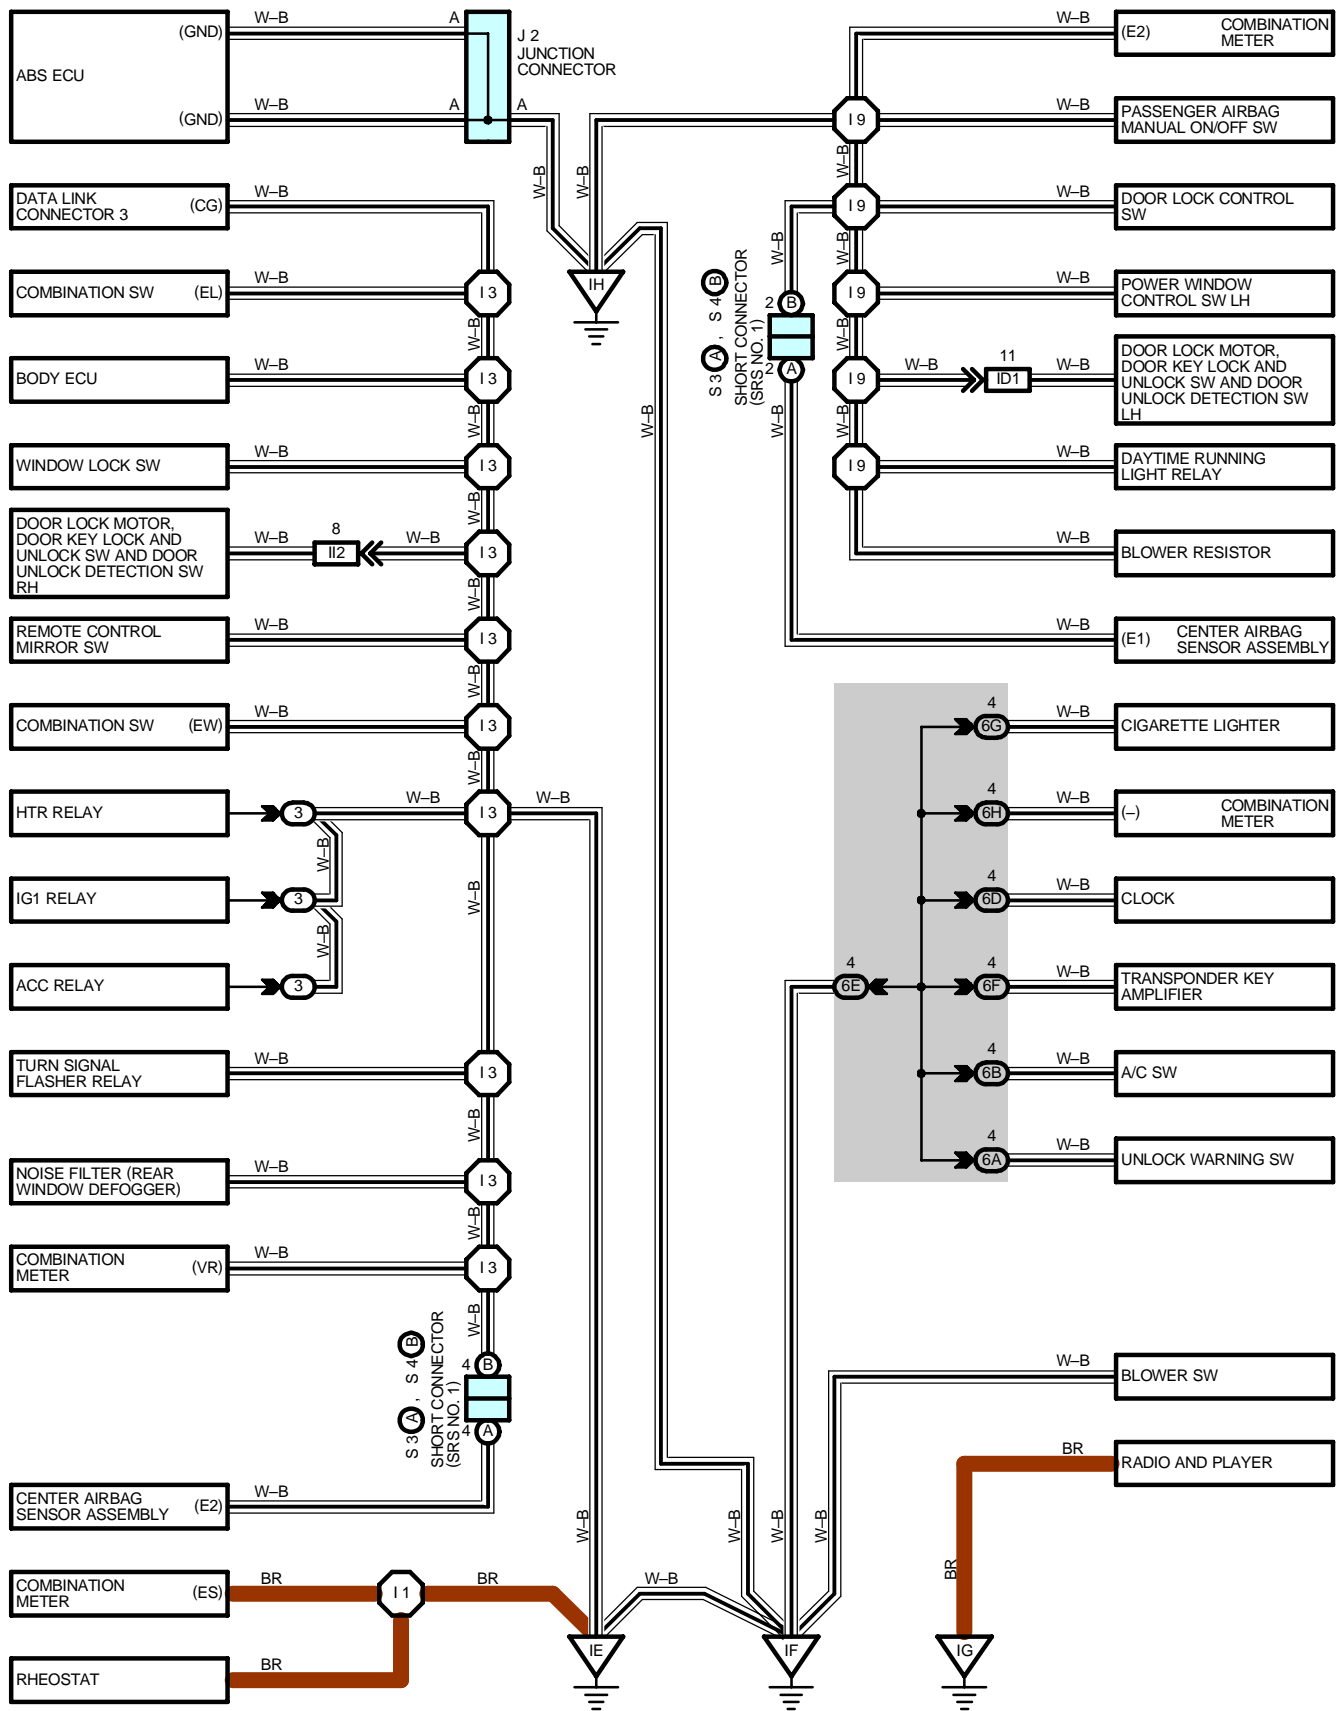 ABS ECU
(GND)
W–B
A
(GND)
W–B
A
A
J 2
JUNCTION
CONNECTOR
W–B
W–B
IH
DATA LINK
CONNECTOR 3
(CG)
W–B
COMBINATION SW (EL)
W–B
I 3
W–B
BODY ECU
W–B
I 3
W–B
WINDOW LOCK SW
W–B
I 3
W–B
DOOR LOCK MOTOR,
DOOR KEY LOCK AND
UNLOCK SW AND DOOR
UNLOCK DETECTION SW
RH
W–B
8
II2
W–B
I 3
W–B
REMOTE CONTROL
MIRROR SW
W–B
I 3
W–B
COMBINATION SW (EW)
W–B
I 3
W–B
HTR RELAY
3
W–B
I 3
W–B
W–B
IG1 RELAY
3
W–B
W–B
ACC RELAY
3
TURN SIGNAL
FLASHER RELAY
W–B
I 3
W–B
NOISE FILTER (REAR
WINDOW DEFOGGER)
W–B
I 3
W–B
COMBINATION
METER
(VR)
W–B
I 3
W–B
4 B
4 A
S 3 A , S 4 B
SHORT CONNECTOR
(SRS NO. 1)
CENTER AIRBAG
SENSOR ASSEMBLY
(E2)
W–B
COMBINATION
METER
(ES)
BR
I 1
BR
RHEOSTAT
BR
W–B
IE
W–B
W–B
W–B
W–B
W–B
IF
(E2)
COMBINATION
METER
W–B
PASSENGER AIRBAG
MANUAL ON/OFF SW
W–B
I 9
W–B
DOOR LOCK CONTROL
SW
W–B
I 9
W–B
W–B
POWER WINDOW
CONTROL SW LH
W–B
I 9
W–B
2 B
2 A
S 3 A , S 4 B
SHORT CONNECTOR
(SRS NO. 1)
W–B
I 9
W–B
11
ID1
W–B
DOOR LOCK MOTOR,
DOOR KEY LOCK AND
UNLOCK SW AND DOOR
UNLOCK DETECTION SW
LH
I 9
W–B
DAYTIME RUNNING
LIGHT RELAY
W–B
BLOWER RESISTOR
W–B
(E1)
CENTER AIRBAG
SENSOR ASSEMBLY
4
6G
W–B
CIGARETTE LIGHTER
4
6H
W–B
(–)
COMBINATION
METER
4
6D
W–B
CLOCK
4
6E
4
6F
W–B
TRANSPONDER KEY
AMPLIFIER
4
6B
W–B
A/C SW
4
6A
W–B
UNLOCK WARNING SW
W–B
BLOWER SW
BR
RADIO AND PLAYER
BR
IG